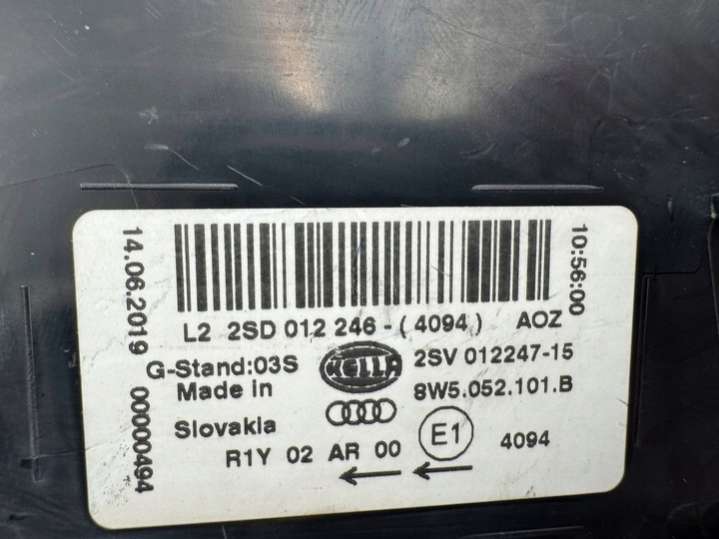 14.06.2019 00000494
10:56:00
L2 2SD 012 246-(4094) AOZ
G-Stand:03S HELLA 2SV 012247-15
Made in 8W5.052.101.B
Slovakia
R1Y 02 AR 00 E1 4094